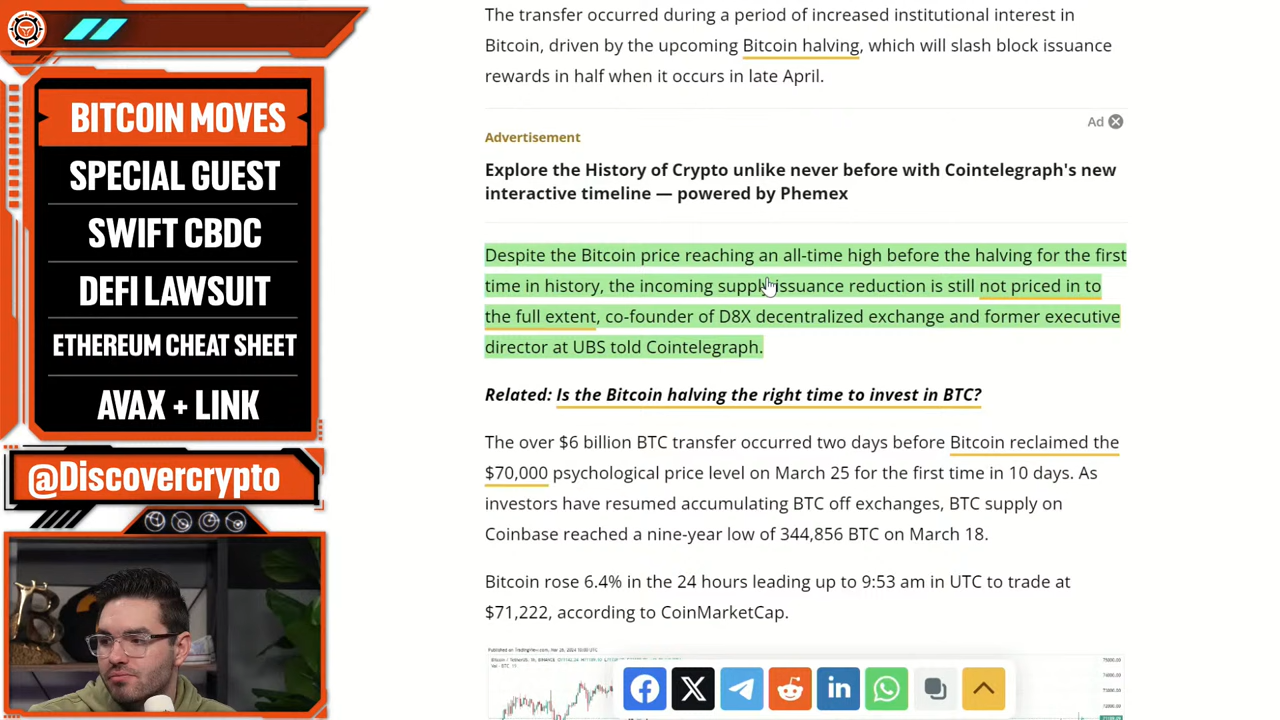 BITCOIN MOVES
SPECIAL GUEST
SWIFT CBDC
DEFI LAWSUIT
ETHEREUM CHEAT SHEET
AVAX + LINK
@Discovercrypto
The transfer occurred during a period of increased institutional interest in
Bitcoin, driven by the upcoming Bitcoin halving, which will slash block issuance
rewards in half when it occurs in late April.
Ad
Advertisement
Explore the History of Crypto unlike never before with Cointelegraph's new
interactive timeline — powered by Phemex
Despite the Bitcoin price reaching an all-time high before the halving for the first
time in history, the incoming supply issuance reduction is still not priced in to
the full extent, co-founder of D8X decentralized exchange and former executive
director at UBS told Cointelegraph.
Related: Is the Bitcoin halving the right time to invest in BTC?
The over $6 billion BTC transfer occurred two days before Bitcoin reclaimed the
$70,000 psychological price level on March 25 for the first time in 10 days. As
investors have resumed accumulating BTC off exchanges, BTC supply on
Coinbase reached a nine-year low of 344,856 BTC on March 18.
Bitcoin rose 6.4% in the 24 hours leading up to 9:53 am in UTC to trade at
$71,222, according to CoinMarketCap.